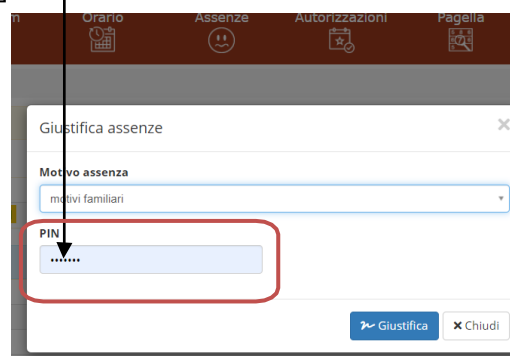 Orario Assenze Autorizzazioni Pagella
Giustifica assenze
Motivo assenza
motivi familiari
PIN
•••••••
Giustifica Chiudi